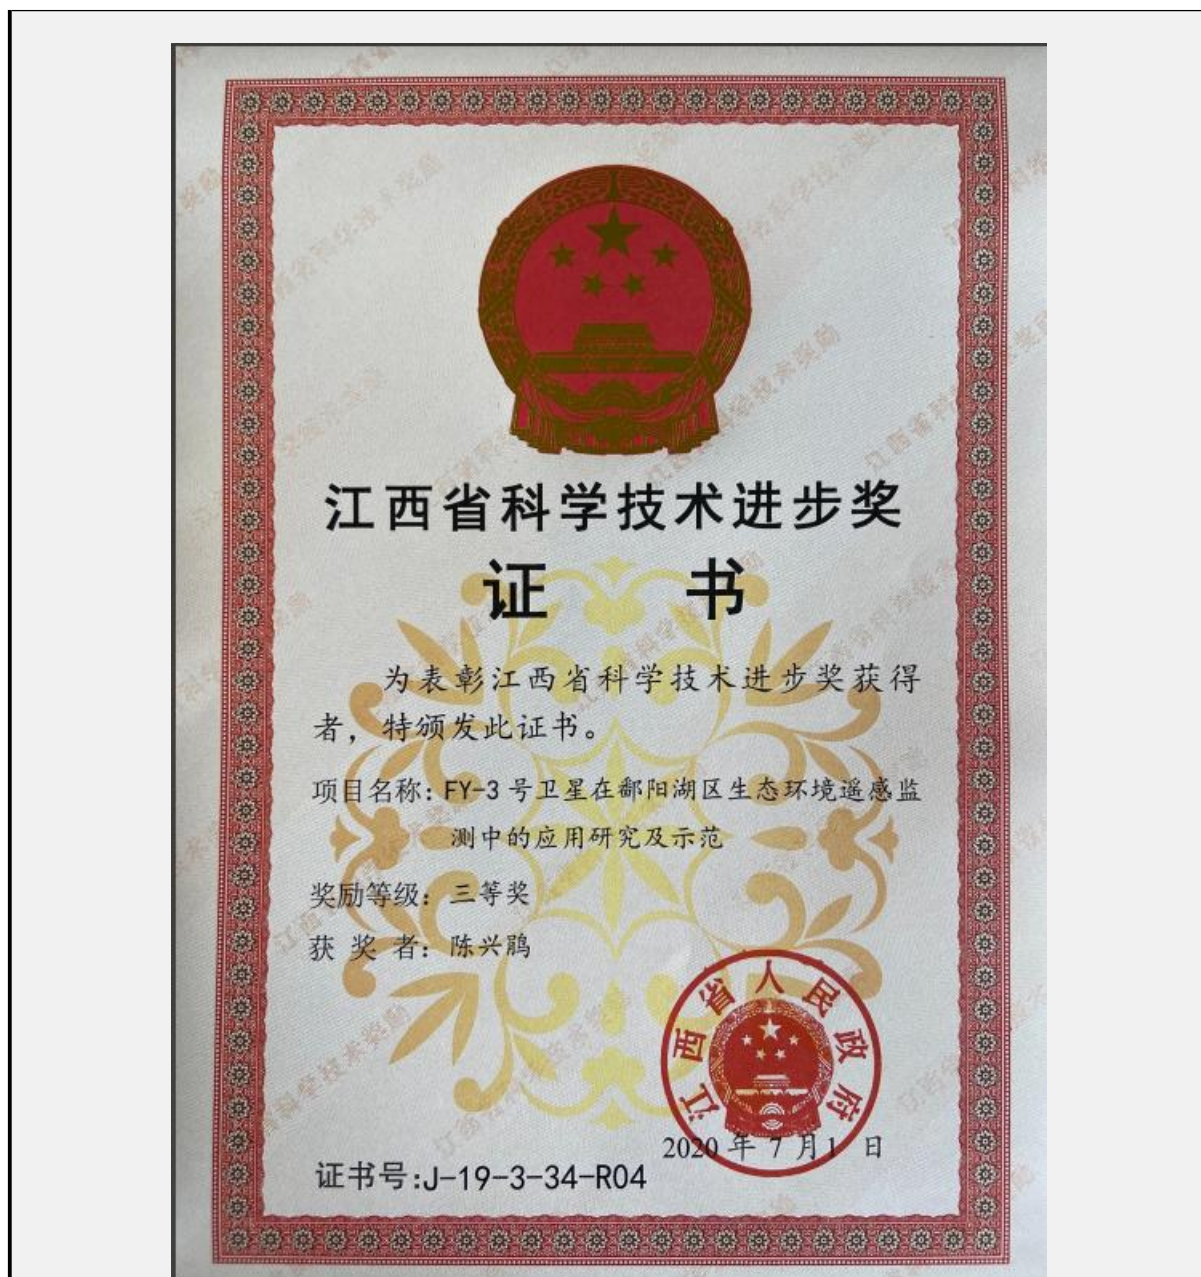 江西省科学技术进步奖
证 书
为表彰江西省科学技术进步奖获得
者，特颁发此证书。
项目名称：FY-3 号卫星在鄱阳湖区生态环境遥感监
测中的应用研究及示范
奖励等级：三等奖
获 奖 者：陈兴鹃
江西省人民政府
2020 年 7 月1 日
证书号:J-19-3-34-R04